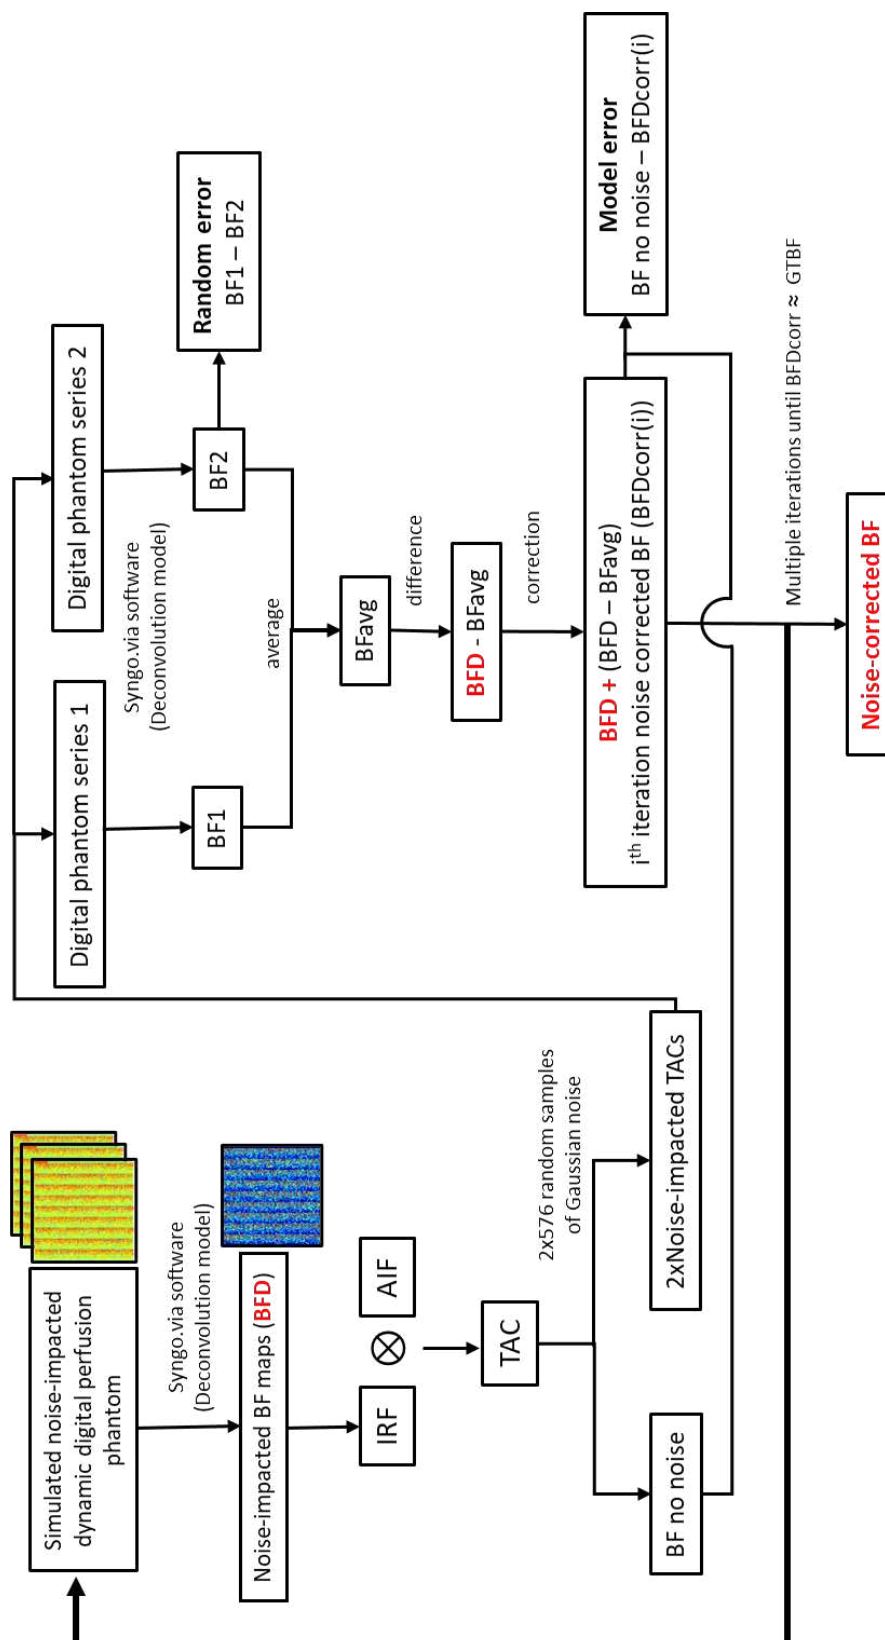 Simulated noise-impacted
dynamic digital perfusion
phantom
Syngo.via software
(Deconvolution model)
Noise-impacted BF maps (BFD)
IRF
⊗
AIF
TAC
2x576 random samples
of Gaussian noise
BF no noise
2xNoise-impacted TACs
Digital phantom series 1
Digital phantom series 2
Syngo.via software
(Deconvolution model)
BF1
BF2
Random error
BF1 – BF2
average
BFavg
difference
BFD - BFavg
correction
BFD + (BFD – BFavg)
ith iteration noise corrected BF (BFDcorr(i))
Model error
BF no noise – BFDcorr(i)
Multiple iterations until BFDcorr ≈ GTBF
Noise-corrected BF